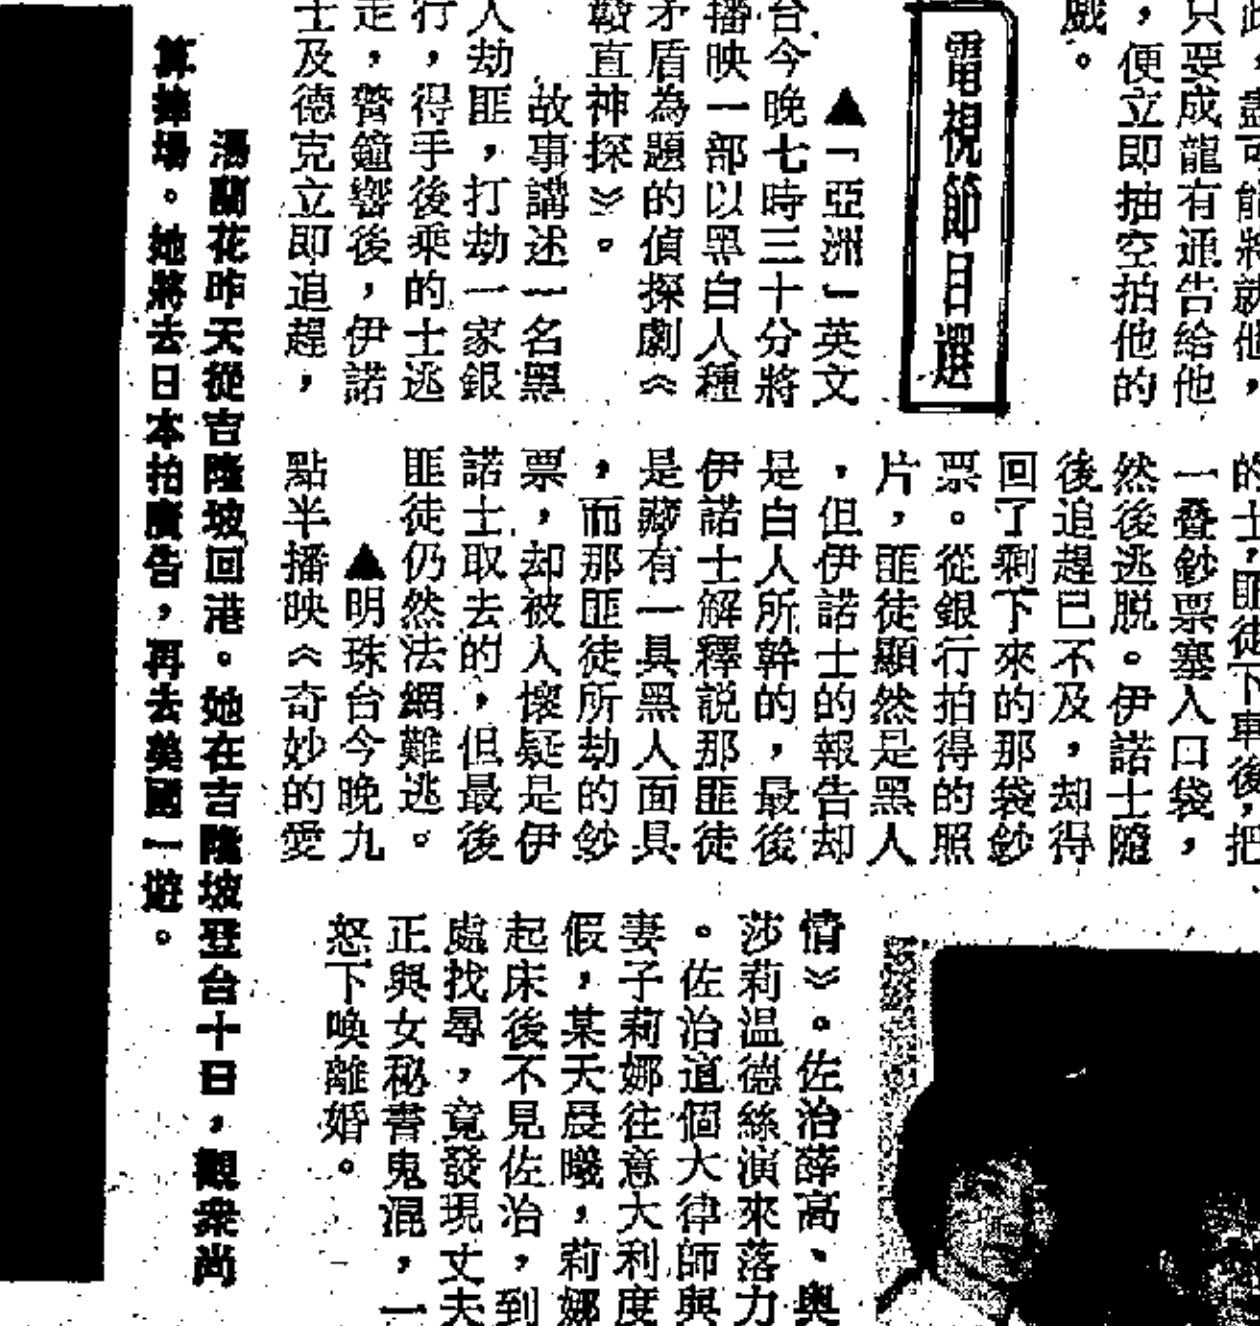 此，盡可能將就他，
只要成龍有通告給他
，便立即抽空拍他的
戲。
電視節目選
▲「亞洲」英文
台今晚七時三十分將
播映一部以黑白人種
矛盾為題的偵探劇《
戇直神探》。
故事講述一名黑
人劫匪，打劫一家銀
行，得手後乘的士逃
走，警鐘響後，伊諾
士及德克立即追趕，
的士，匪徒下車後，把
一叠鈔票塞入口袋，
然後逃脱。伊諾士隨
後追趕已不及，却得
回了剩下來的那袋鈔
票。從銀行拍得的照
片，匪徒顯然是黑人
，但伊諾士的報告却
是白人所幹的，最後
伊諾士解釋説那匪徒
是藏有一具黑人面具
，而那匪徒所劫的鈔
票，却被人懷疑是伊
諾士取去的，但最後
匪徒仍然法網難逃。
▲明珠台今晚九
點半播映《奇妙的愛
情》。佐治薛高、奥
莎莉温德絲演來落力
。佐治道個大律師與
妻子莉娜往意大利度
假，某天晨曦，莉娜
起床後不見佐治，到
處找尋，竟發現丈夫
正與女秘書鬼混，一
怒下喚離婚。
湯蘭花昨天從吉隆坡回港。她在吉隆坡登台十日，觀衆尚
算捧場。她將去日本拍廣告，再去美國一遊。